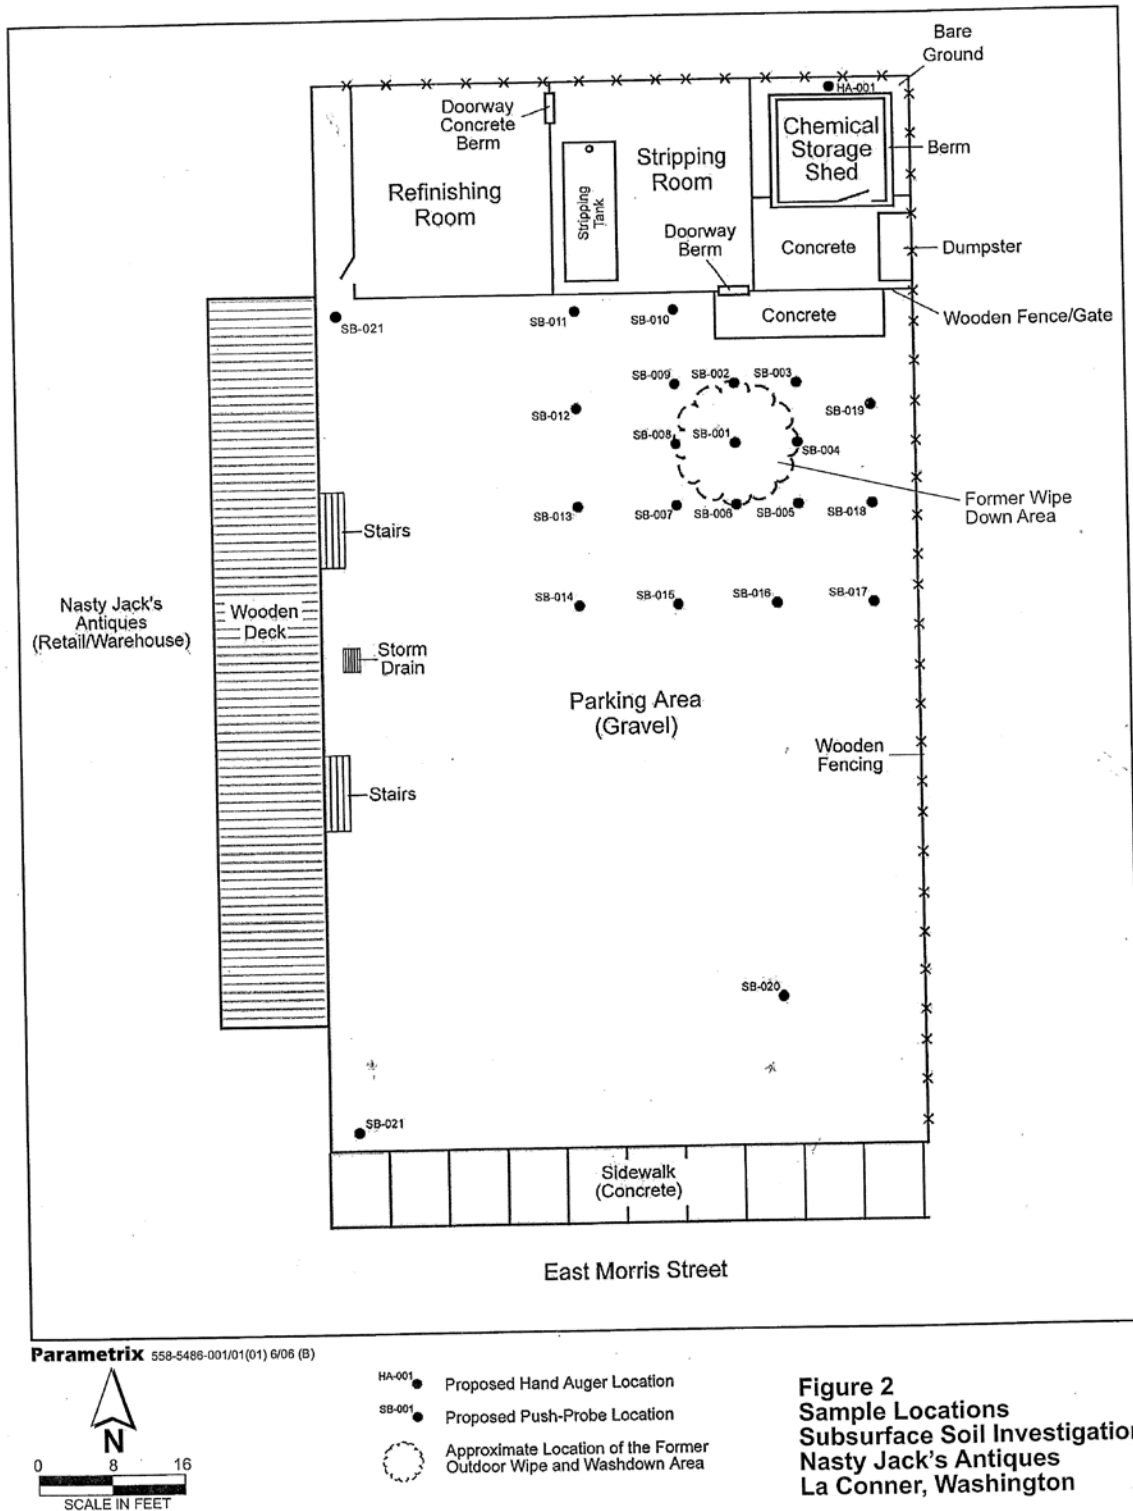 Bare
Ground
HA-001
Doorway
Concrete
Berm
Chemical
Storage
Shed
Berm
Stripping
Room
Refinishing
Room
Stripping
Tank
Doorway
Berm
Concrete
Dumpster
Concrete
Wooden Fence/Gate
SB-021
SB-011
SB-010
SB-009
SB-002
SB-003
SB-012
SB-019
SB-008
SB-001
SB-004
Former Wipe
Down Area
SB-013
SB-007
SB-006
SB-005
SB-018
Stairs
SB-014
SB-015
SB-016
SB-017
Nasty Jack's
Antiques
(Retail/Warehouse)
Wooden
Deck
Storm
Drain
Parking Area
(Gravel)
Wooden
Fencing
Stairs
SB-020
SB-021
Sidewalk
(Concrete)
East Morris Street
Parametrix 558-5486-001/01(01) 6/06 (B)
N
0 8 16
SCALE IN FEET
HA-001 Proposed Hand Auger Location
SB-001 Proposed Push-Probe Location
Approximate Location of the Former
Outdoor Wipe and Washdown Area
Figure 2
Sample Locations
Subsurface Soil Investigation
Nasty Jack's Antiques
La Conner, Washington